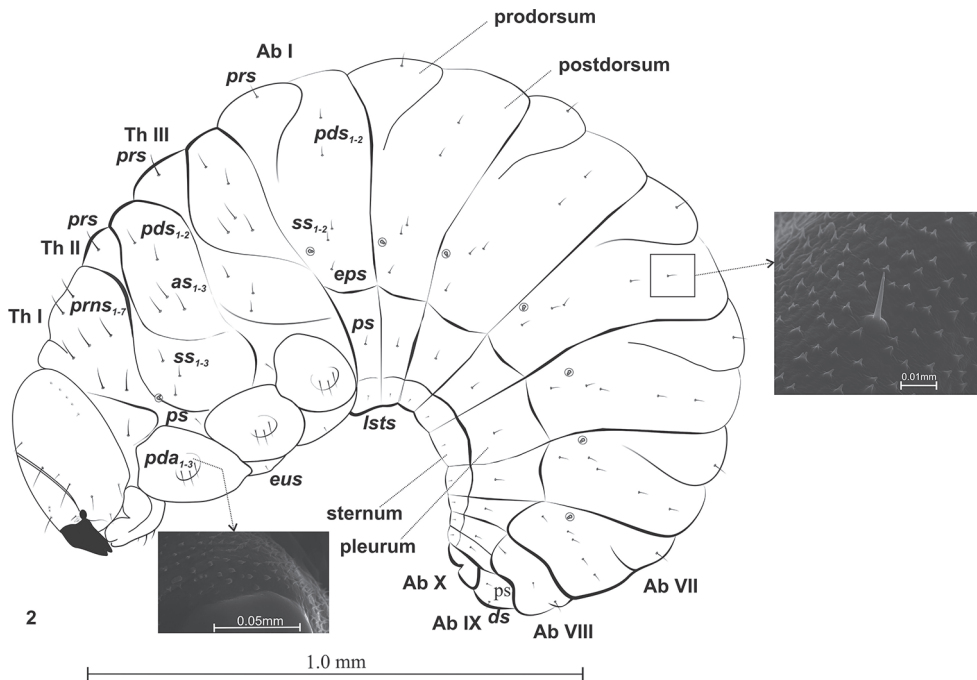 prodorsum
Ab I
postdorsum
prs
pds1-2
Th III
prs
prs
pds1-2
ss1-2
Th II
eps
as1-3
prns1-7
Th I
ps
ss1-3
0.01mm
ps
lsts
pda1-3
eus
sternum
pleurum
Ab X
ps
Ab VII
0.05mm
2
Ab IX
ds
Ab VIII
1.0 mm